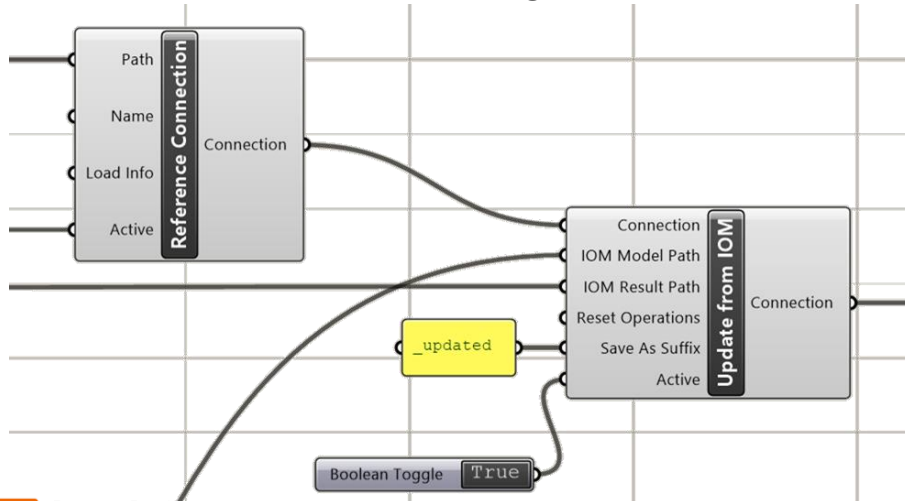 Path
Name
Load Info
Active
Reference Connection
Connection
Connection
IOM Model Path
IOM Result Path
Reset Operations
Save As Suffix
Active
Update from IOM
Connection
_updated
Boolean Toggle True